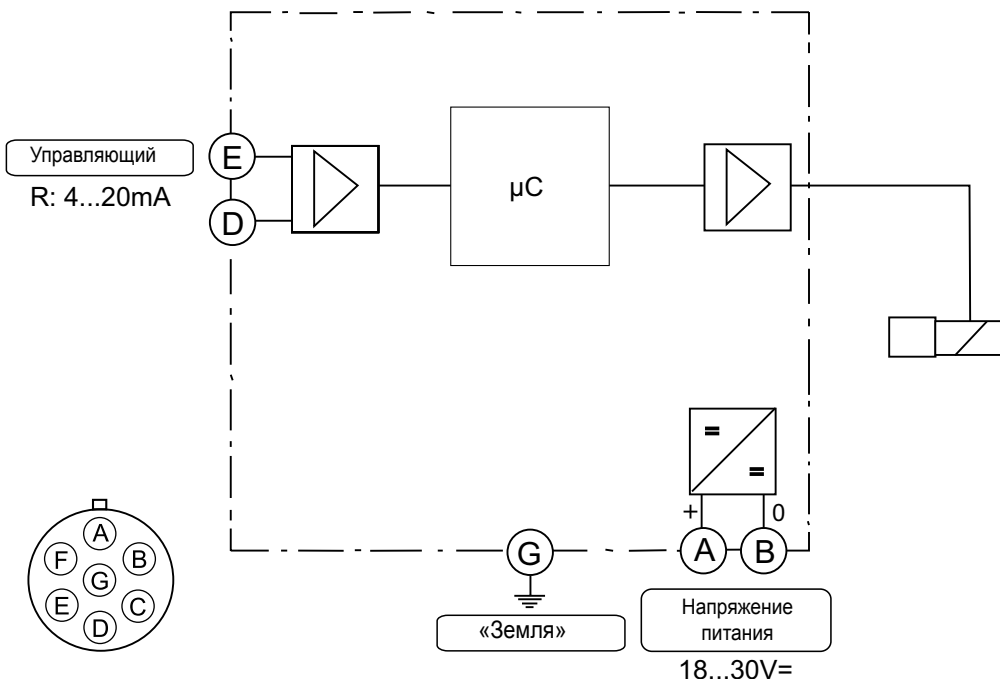 Управляющий
R: 4...20mA
E
D
µC
+
0
A
B
G
«Земля»
Напряжение
питания
18...30V=
A
F
B
G
E
C
D